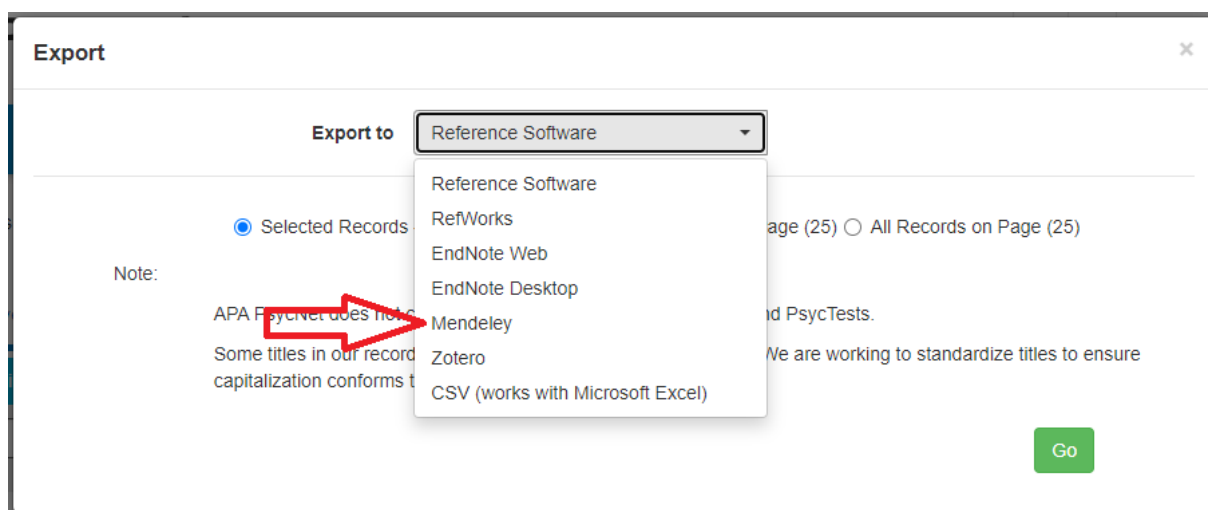 Export
×
Export to Reference Software
Reference Software
RefWorks
EndNote Web
EndNote Desktop
Mendeley
Zotero
CSV (works with Microsoft Excel)
Selected Records age (25) All Records on Page (25)
Note:
APA PsycNet does not nd PsycTests.
Some titles in our record We are working to standardize titles to ensure
capitalization conforms t
Go